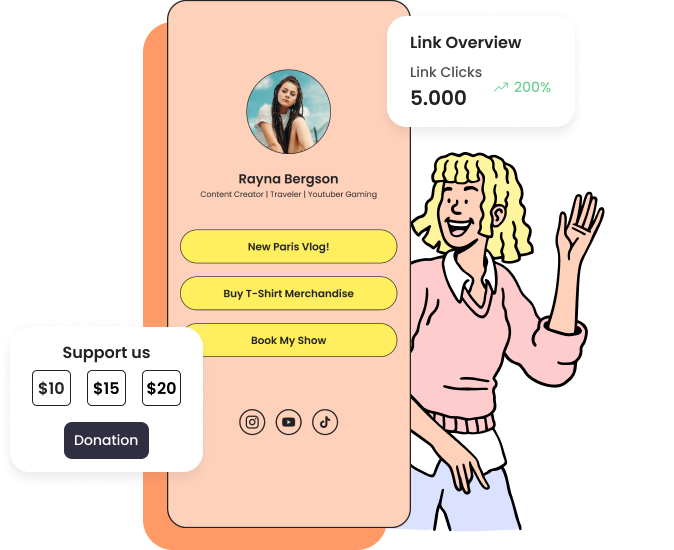 Link Overview
Link Clicks
5.000
200%
Rayna Bergson
Content Creator | Traveler | Youtuber Gaming
New Paris Vlog!
Buy T-Shirt Merchandise
Book My Show
Support us
$10 $15 $20
Donation